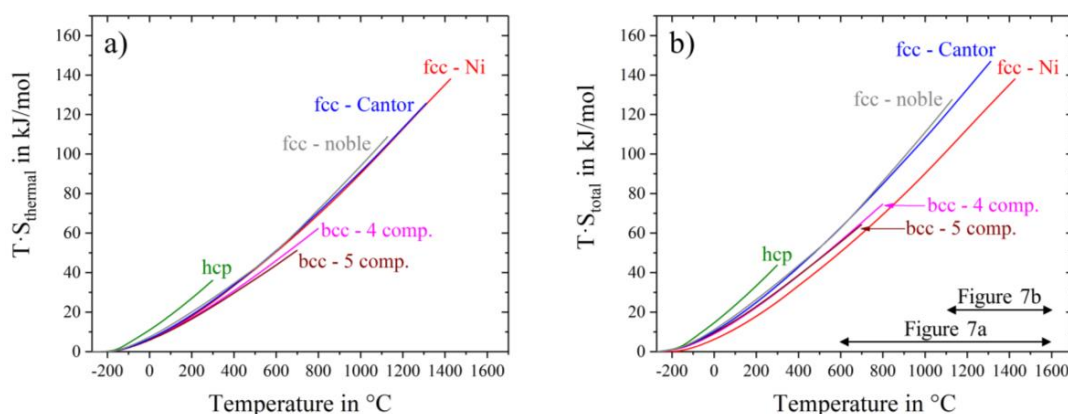 a)
T·S_thermal in kJ/mol
160
140
120
100
80
60
40
20
0
fcc - Ni
fcc - Cantor
fcc - noble
bcc - 4 comp.
bcc - 5 comp.
hcp
-200 0 200 400 600 800 1000 1200 1400 1600
Temperature in °C
b)
T·S_total in kJ/mol
160
140
120
100
80
60
40
20
0
fcc - Cantor
fcc - Ni
fcc - noble
bcc - 4 comp.
bcc - 5 comp.
hcp
Figure 7b
Figure 7a
-200 0 200 400 600 800 1000 1200 1400 1600
Temperature in °C